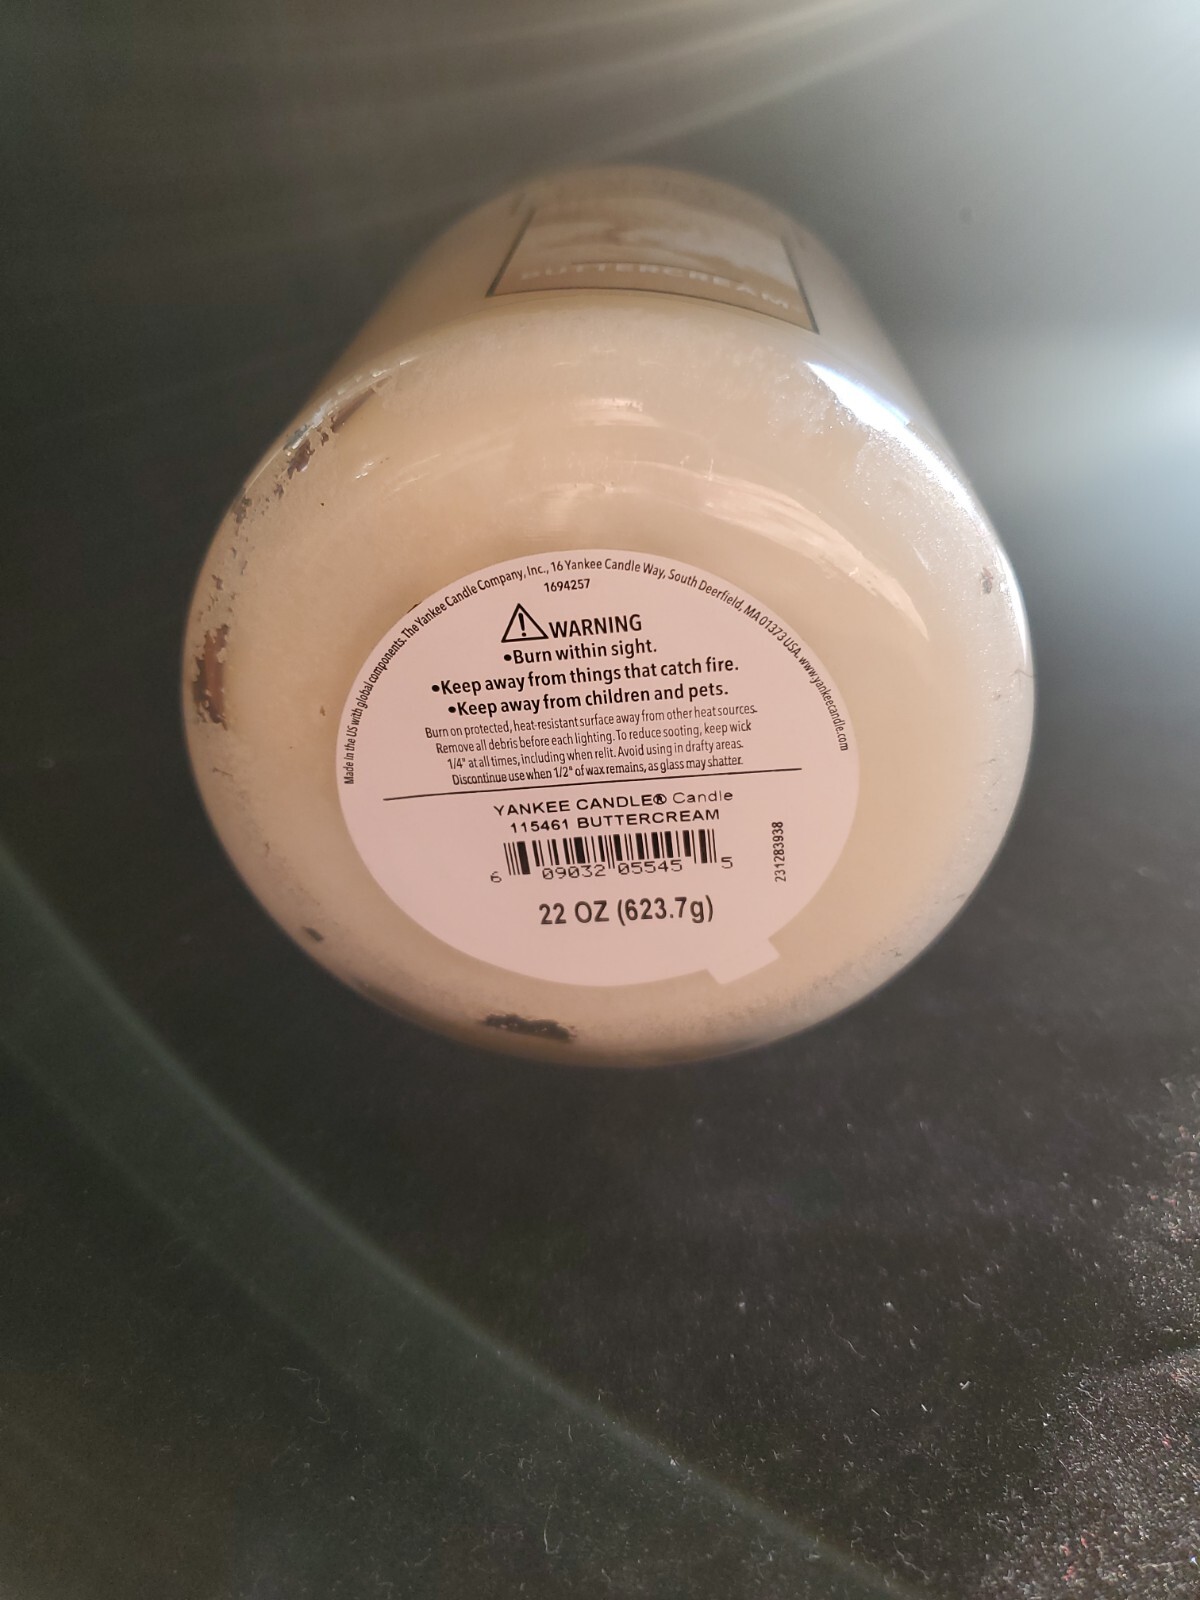 BUTTERCREAM
Made in the US with global components. The Yankee Candle Company, Inc., 16 Yankee Candle Way, South Deerfield, MA 01373 USA. www.yankeecandle.com
1694257
WARNING
•Burn within sight.
•Keep away from things that catch fire.
•Keep away from children and pets.
Burn on protected, heat-resistant surface away from other heat sources.
Remove all debris before each lighting. To reduce sooting, keep wick
1/4" at all times, including when relit. Avoid using in drafty areas.
Discontinue use when 1/2" of wax remains, as glass may shatter.
YANKEE CANDLE® Candle
115461 BUTTERCREAM
6 09032 05545 5
231283938
22 OZ (623.7g)